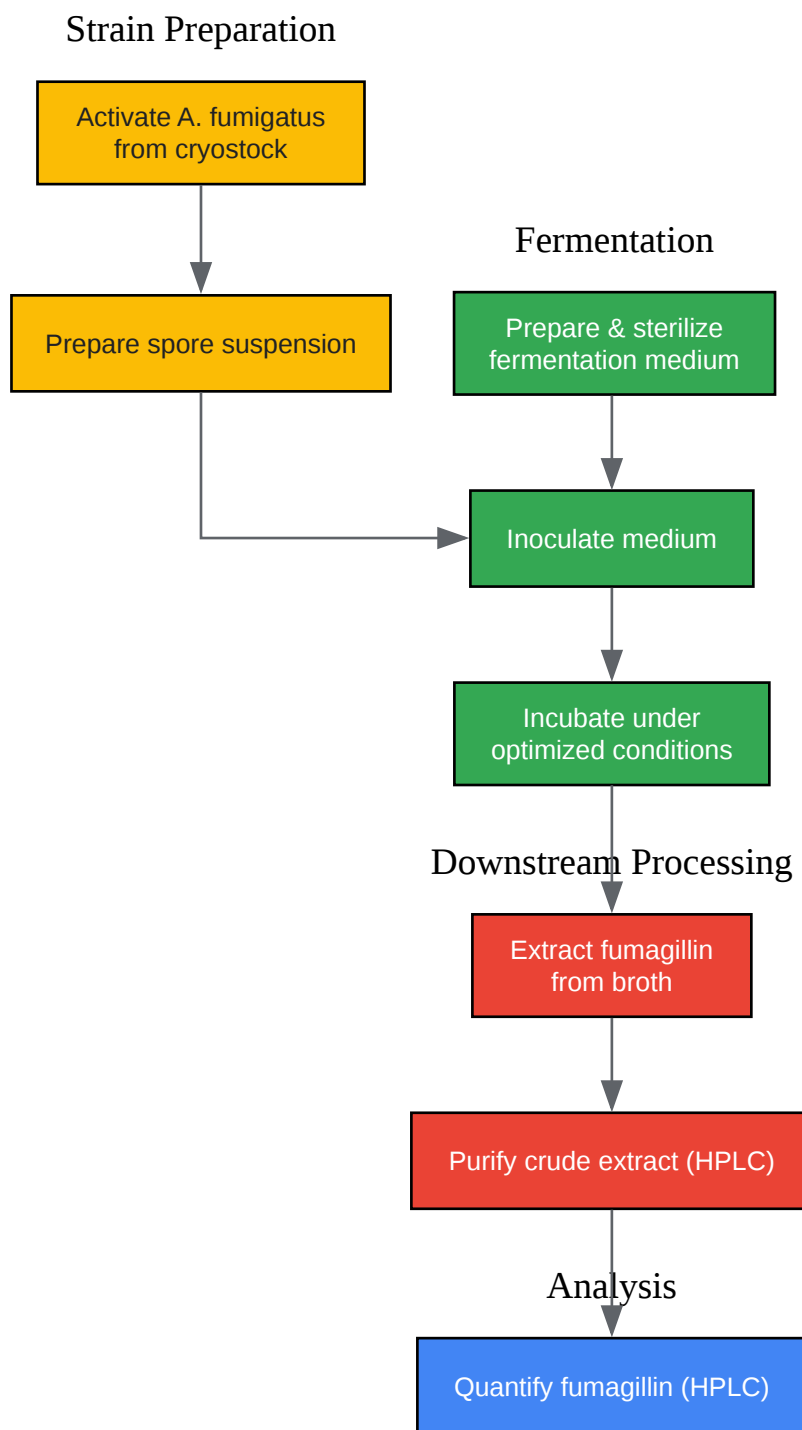 Strain Preparation
Activate A. fumigatus
from cryostock
Prepare spore suspension
Fermentation
Prepare & sterilize
fermentation medium
Inoculate medium
Incubate under
optimized conditions
Downstream Processing
Extract fumagillin
from broth
Purify crude extract (HPLC)
Analysis
Quantify fumagillin (HPLC)